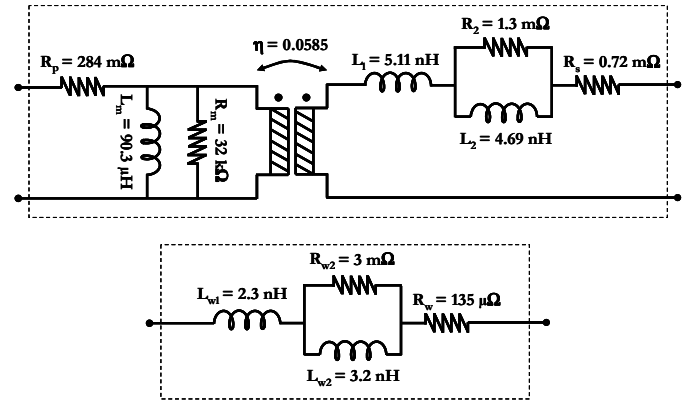 η = 0.0585
R₂ = 1.3 mΩ
Rₚ = 284 mΩ
L₁ = 5.11 nH
Rₛ = 0.72 mΩ
Lₘ = 90.3 μH
Rₘ = 32 kΩ
L₂ = 4.69 nH
R_w2 = 3 mΩ
L_w1 = 2.3 nH
R_w = 135 μΩ
L_w2 = 3.2 nH